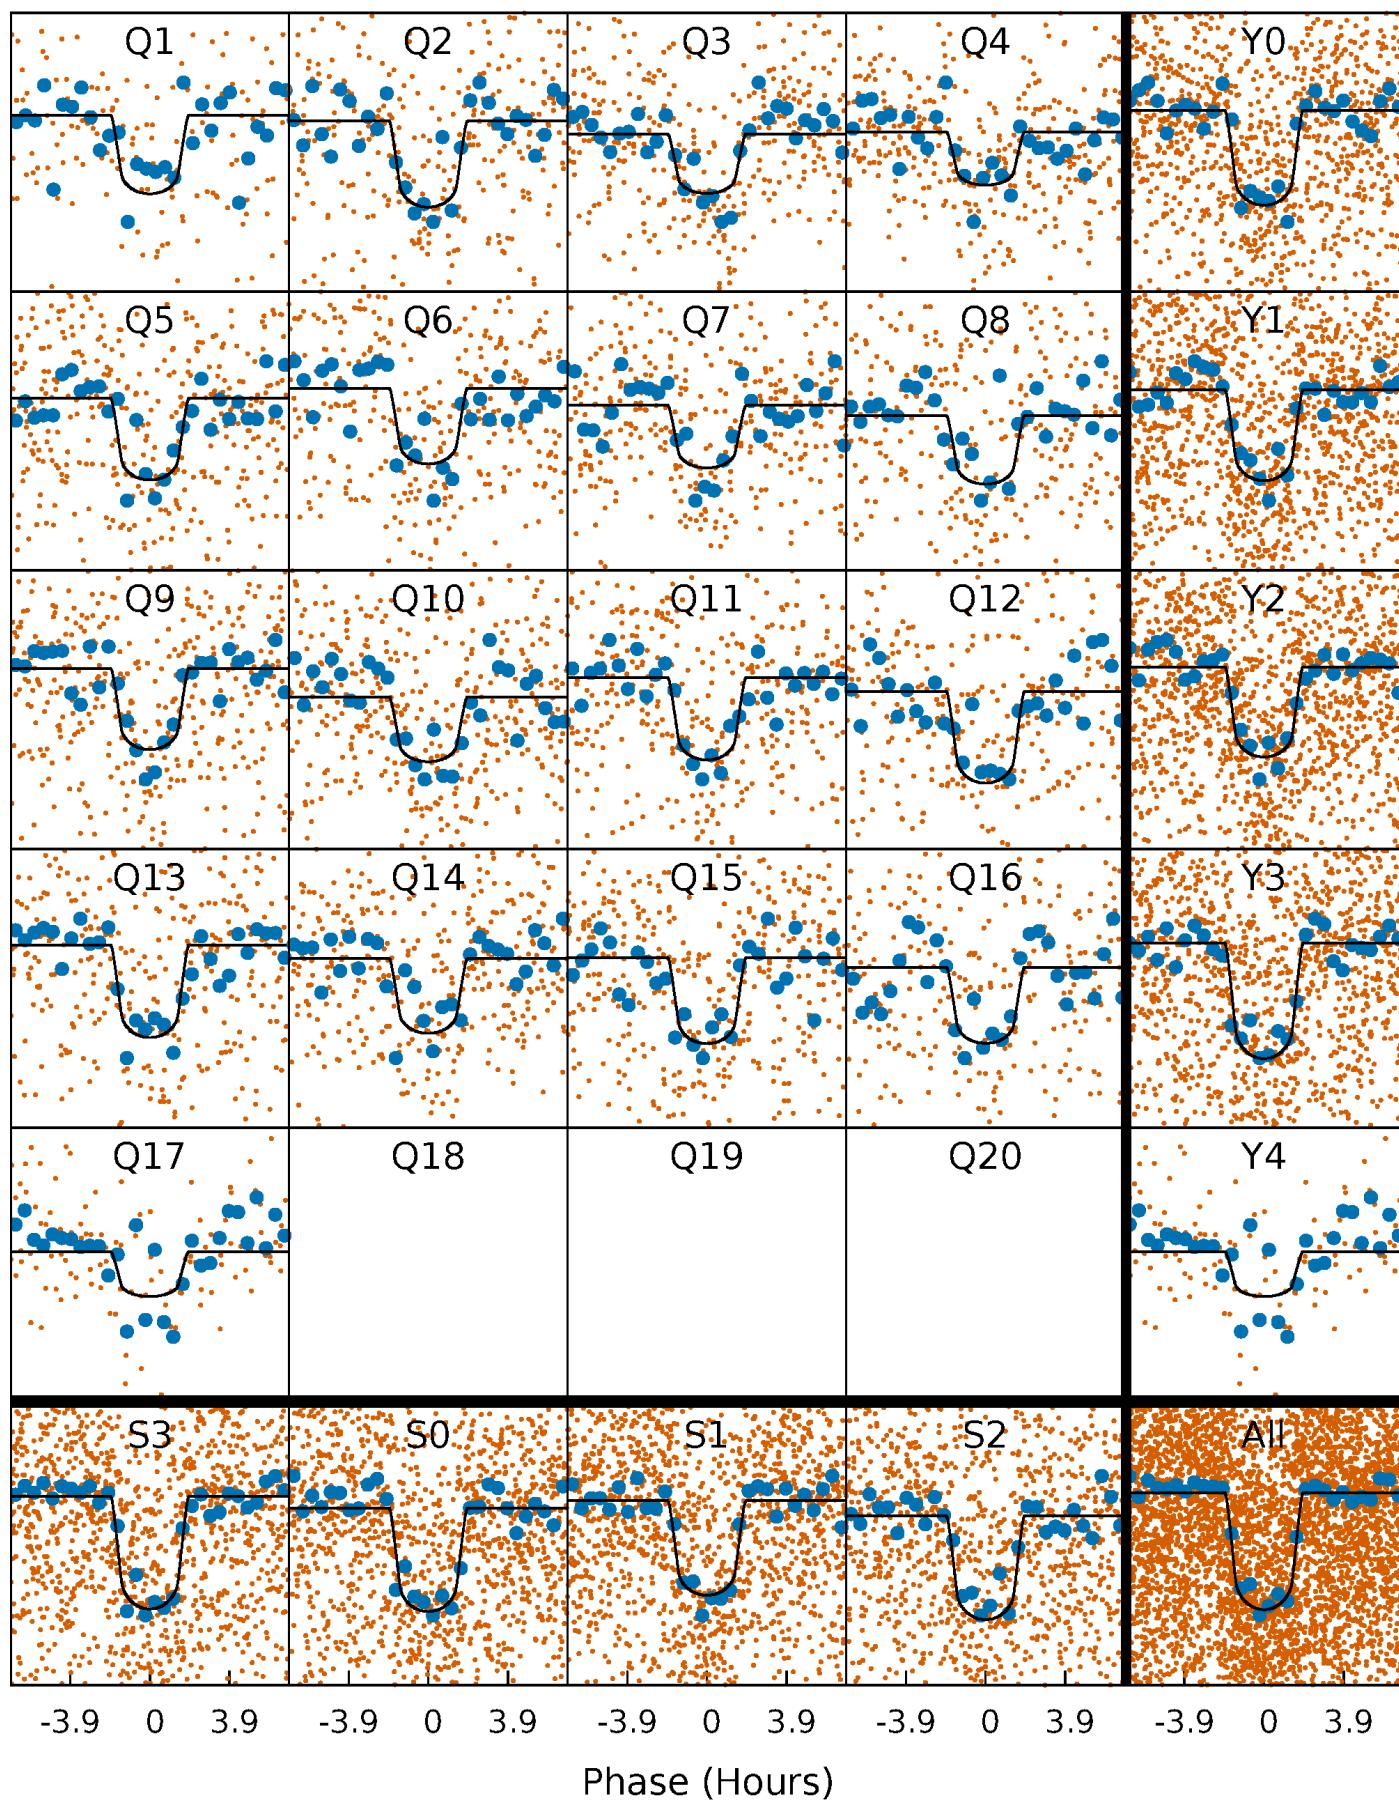 Q1 Q2 Q3 Q4 Y0
Q5 Q6 Q7 Q8 Y1
Q9 Q10 Q11 Q12 Y2
Q13 Q14 Q15 Q16 Y3
Q17 Q18 Q19 Q20 Y4
S3 S0 S1 S2 All
-3.9 0 3.9 -3.9 0 3.9 -3.9 0 3.9 -3.9 0 3.9 -3.9 0 3.9
Phase (Hours)